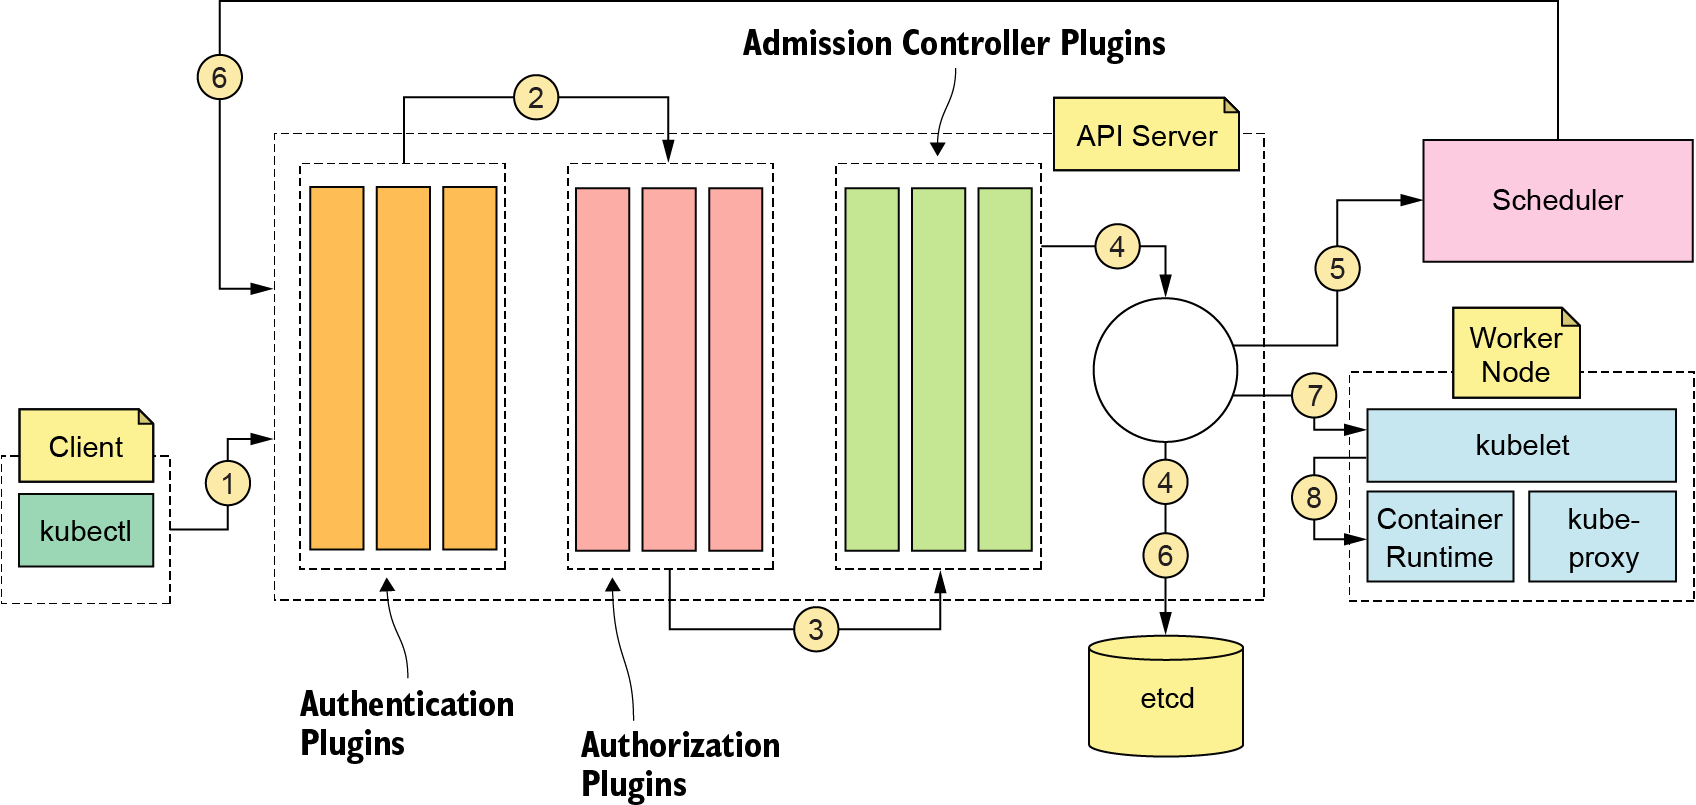 Admission Controller Plugins
6
2
API Server
Scheduler
4
5
Worker
Node
7
Client
kubelet
1
kubectl
4
8
Container
Runtime
kube-
proxy
6
3
etcd
Authentication
Plugins
Authorization
Plugins